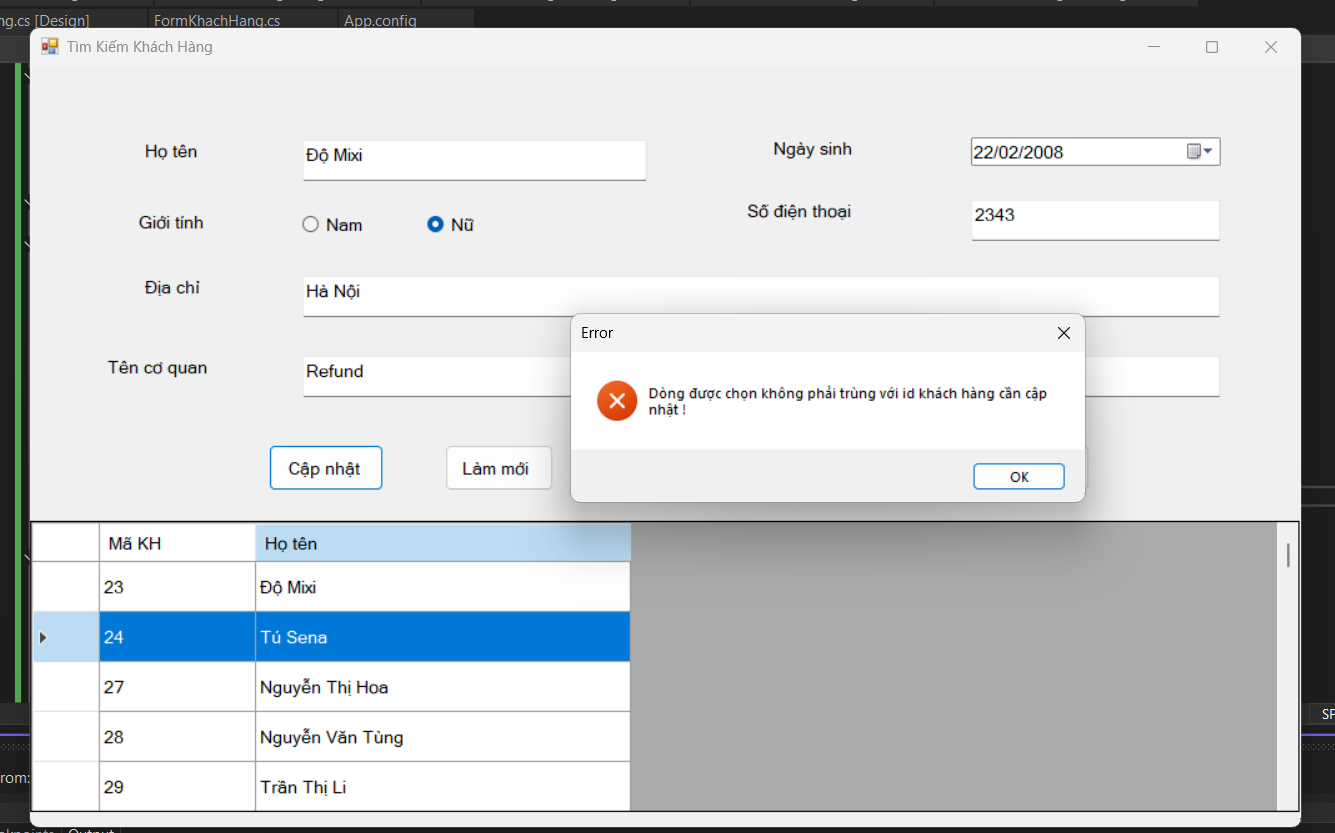 ng.cs [Design] FormKhachHang.cs App.config
Tìm Kiếm Khách Hàng
Họ tên Độ Mixi Ngày sinh 22/02/2008
Giới tính Nam Nữ Số điện thoại 2343
Địa chỉ Hà Nội
Tên cơ quan Refund
Error
Dòng được chọn không phải trùng với id khách hàng cần cập
nhật !
OK
Cập nhật Làm mới
Mã KH Họ tên
23 Độ Mixi
24 Tú Sena
27 Nguyễn Thị Hoa
28 Nguyễn Văn Tùng
29 Trần Thị Li
SP
rom:
Output